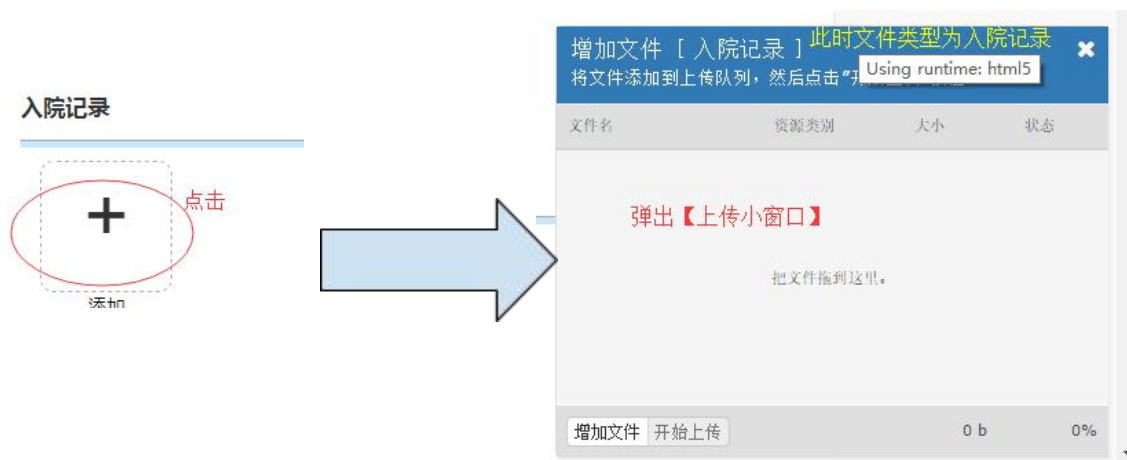 入院记录
点击
添加
增加文件 [ 入院记录 ]
此时文件类型为入院记录
将文件添加到上传队列，然后点击"开
Using runtime: html5
文件名 资源类别 大小 状态
弹出【上传小窗口】
把文件拖到这里。
增加文件 开始上传 0 b 0%